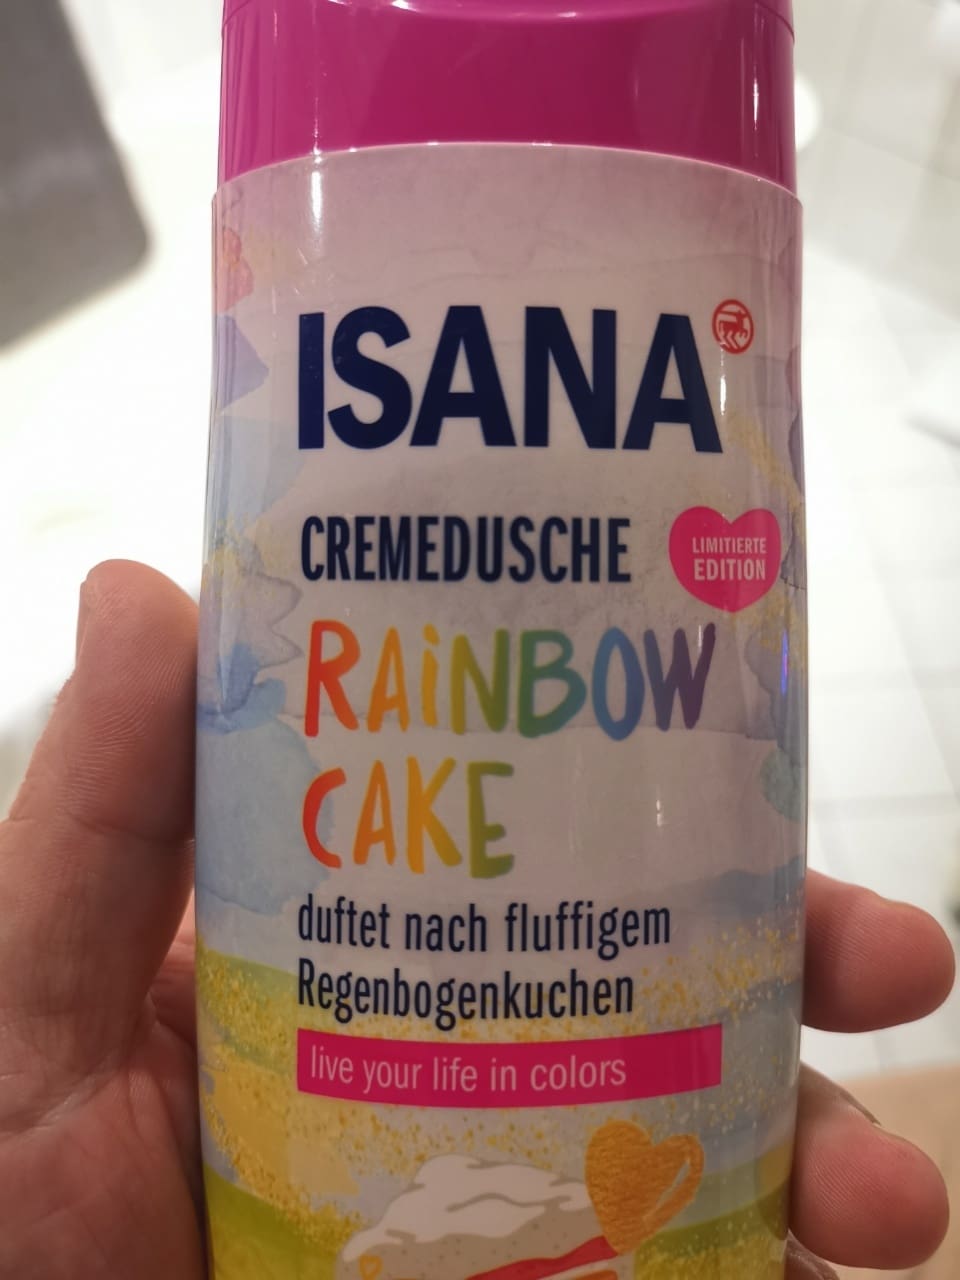 ISANA
CREMEDUSCHE
LIMITIERTE
EDITION
RAiNBOW
CAKE
duftet nach fluffigem
Regenbogenkuchen
live your life in colors